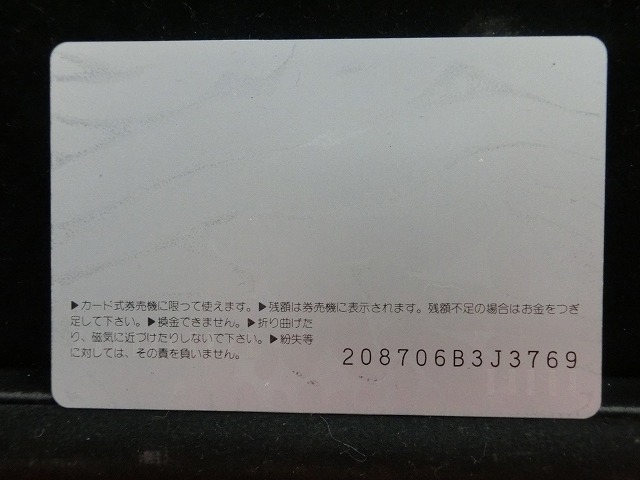 ▶カード式券売機に限って使えます。▶残額は券売機に表示されます。残額不足の場合はお金をつぎ
足して下さい。▶換金できません。▶折り曲げた
り、磁気に近づけたりしないで下さい。▶紛失等
に対しては、その責を負いません。
208706B3J3769